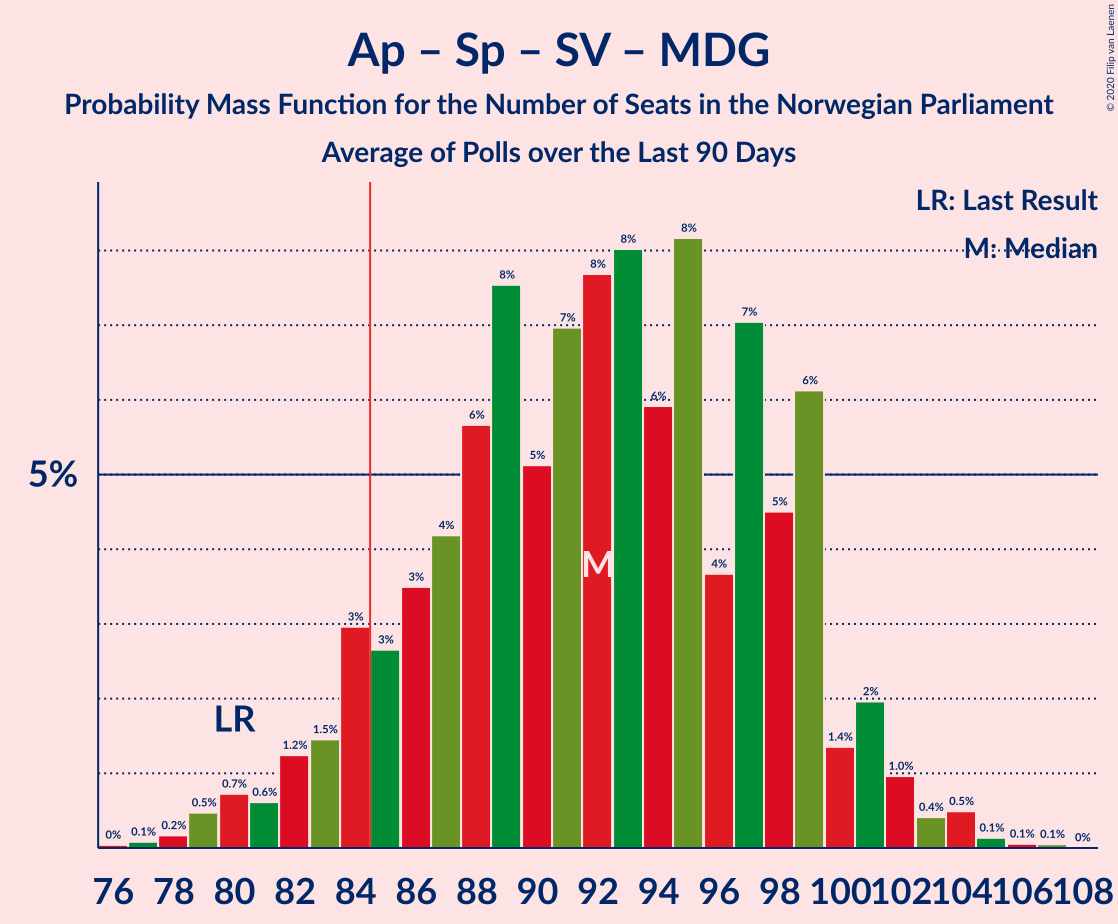 Ap – Sp – SV – MDG
Probability Mass Function for the Number of Seats in the Norwegian Parliament
Average of Polls over the Last 90 Days
© 2020 Filip van Laenen
LR: Last Result
M: Median
5%
LR
M
0% 0.1% 0.2% 0.5% 0.7% 0.6% 1.2% 1.5% 3% 3% 3% 4% 6% 8% 5% 7% 8% 8% 6% 8% 4% 7% 5% 6% 1.4% 2% 1.0% 0.4% 0.5% 0.1% 0.1% 0.1% 0%
76 78 80 82 84 86 88 90 92 94 96 98 100 102 104 106 108